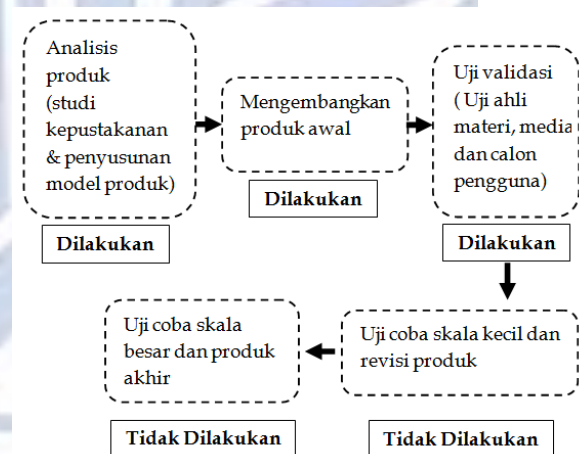 Analisis
produk
(studi
kepustakanan
& penyusunan
model produk)
Dilakukan
Mengembangkan
produk awal
Dilakukan
Uji validasi
( Uji ahli
materi, media
dan calon
pengguna)
Dilakukan
Uji coba skala kecil dan
revisi produk
Tidak Dilakukan
Uji coba skala
besar dan produk
akhir
Tidak Dilakukan